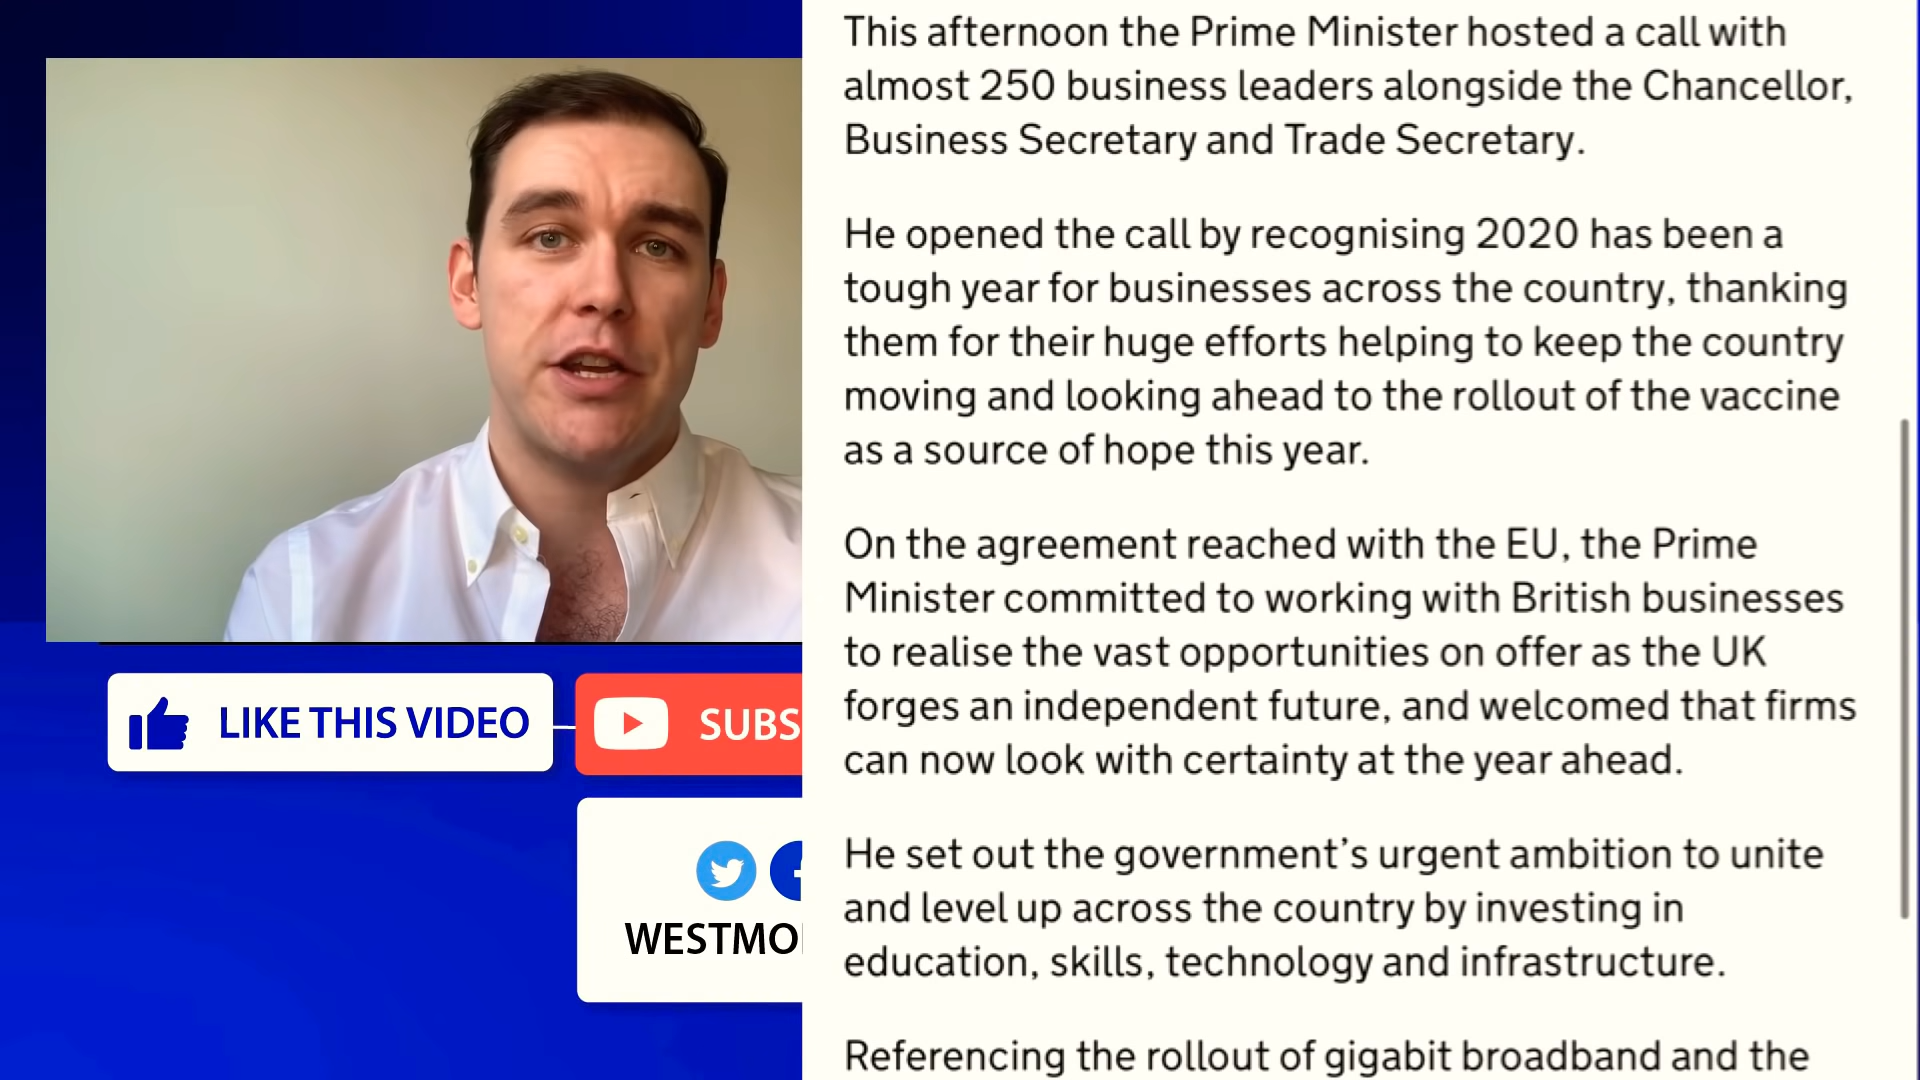 This afternoon the Prime Minister hosted a call with
almost 250 business leaders alongside the Chancellor,
Business Secretary and Trade Secretary.
He opened the call by recognising 2020 has been a
tough year for businesses across the country, thanking
them for their huge efforts helping to keep the country
moving and looking ahead to the rollout of the vaccine
as a source of hope this year.
On the agreement reached with the EU, the Prime
Minister committed to working with British businesses
to realise the vast opportunities on offer as the UK
forges an independent future, and welcomed that firms
can now look with certainty at the year ahead.
He set out the government’s urgent ambition to unite
and level up across the country by investing in
education, skills, technology and infrastructure.
Referencing the rollout of gigabit broadband and the
LIKE THIS VIDEO
SUBS
WESTMO